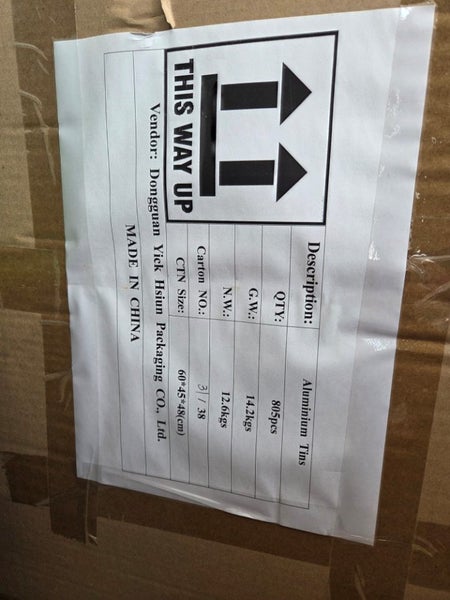 THIS WAY UP
Description: Aluminium Tins
QTY: 805pcs
G.W.: 14.2kgs
N.W.: 12.6kgs
Carton NO.: 3 / 38
CTN Size: 60*45*48(cm)
Vendor: Dongguan Yick Hsiun Packaging CO., Ltd.
MADE IN CHINA